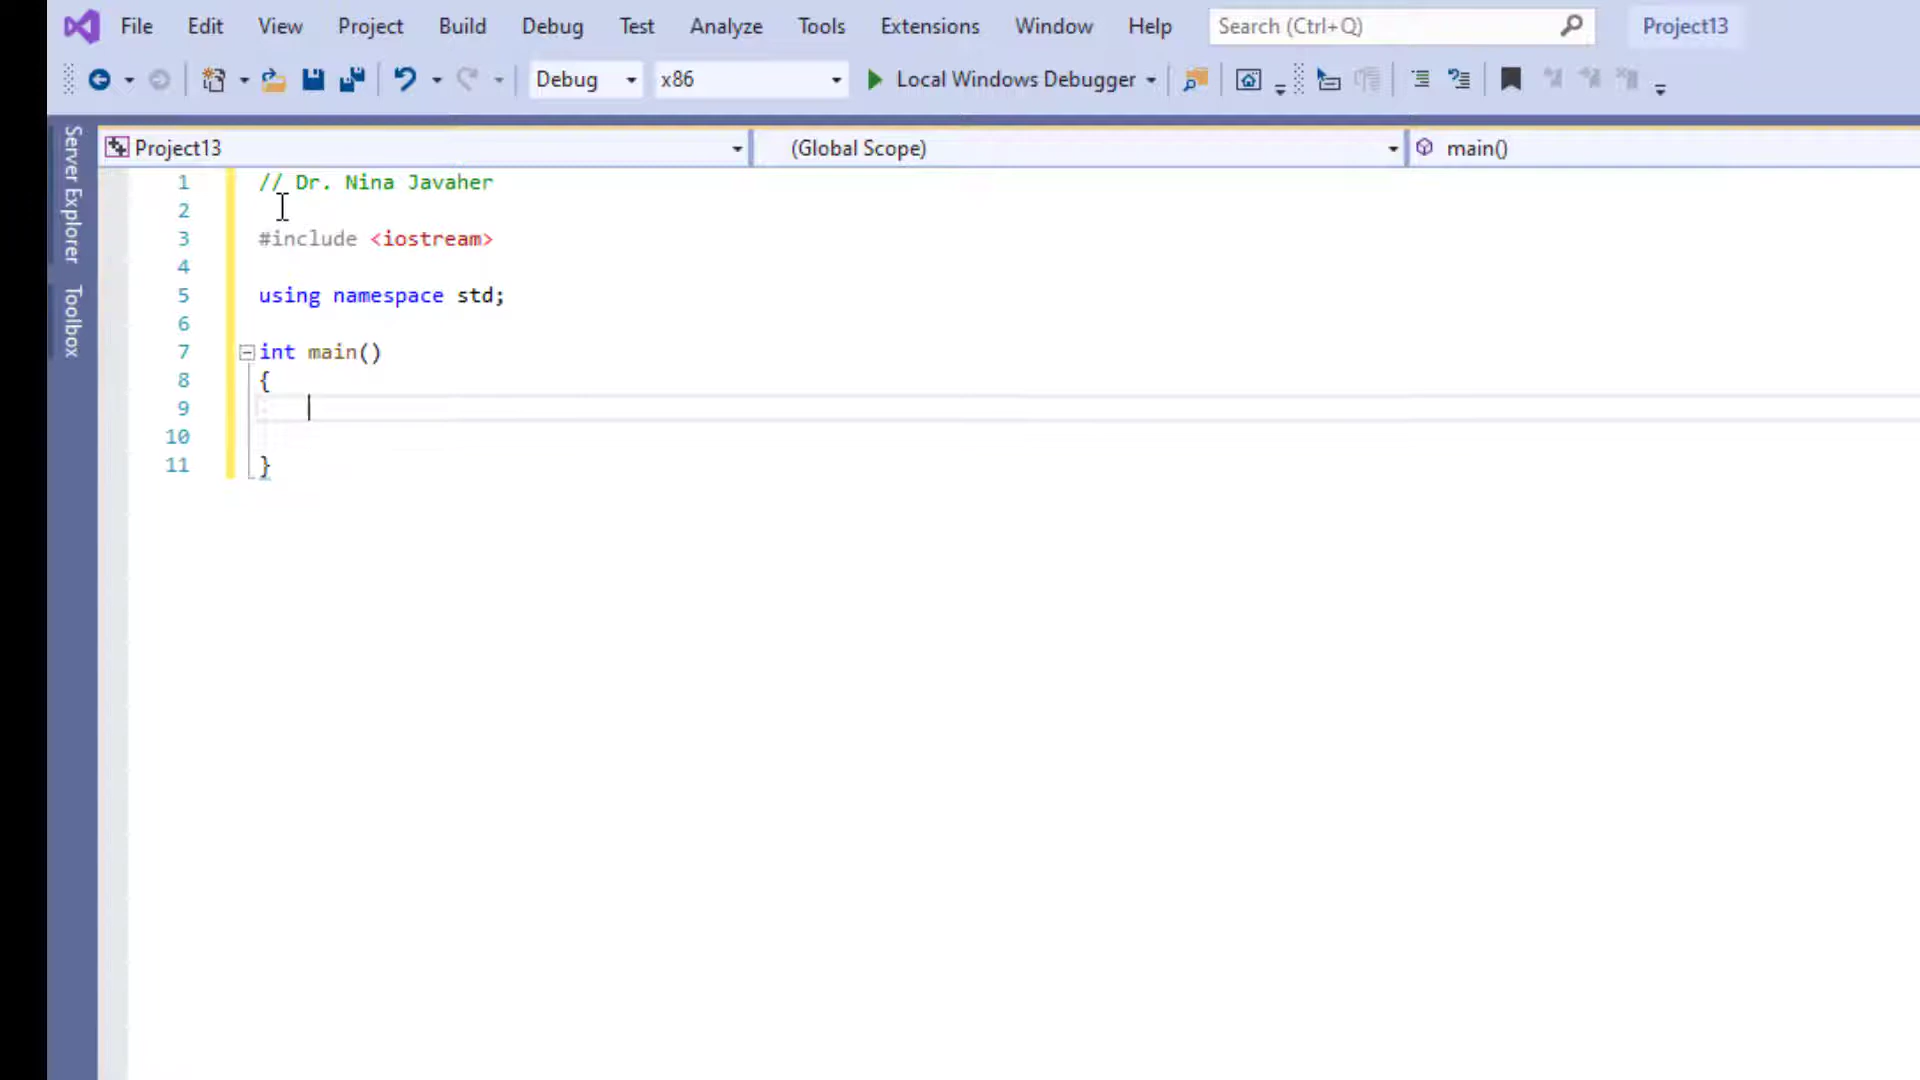 File Edit View Project Build Debug Test Analyze Tools Extensions Window Help Search (Ctrl+Q) Project13
Debug x86 Local Windows Debugger
Server Explorer
Toolbox
Project13 (Global Scope) main()
1 // Dr. Nina Javaher
2
3 #include <iostream>
4
5 using namespace std;
6
7 int main()
8 {
9
10
11 }